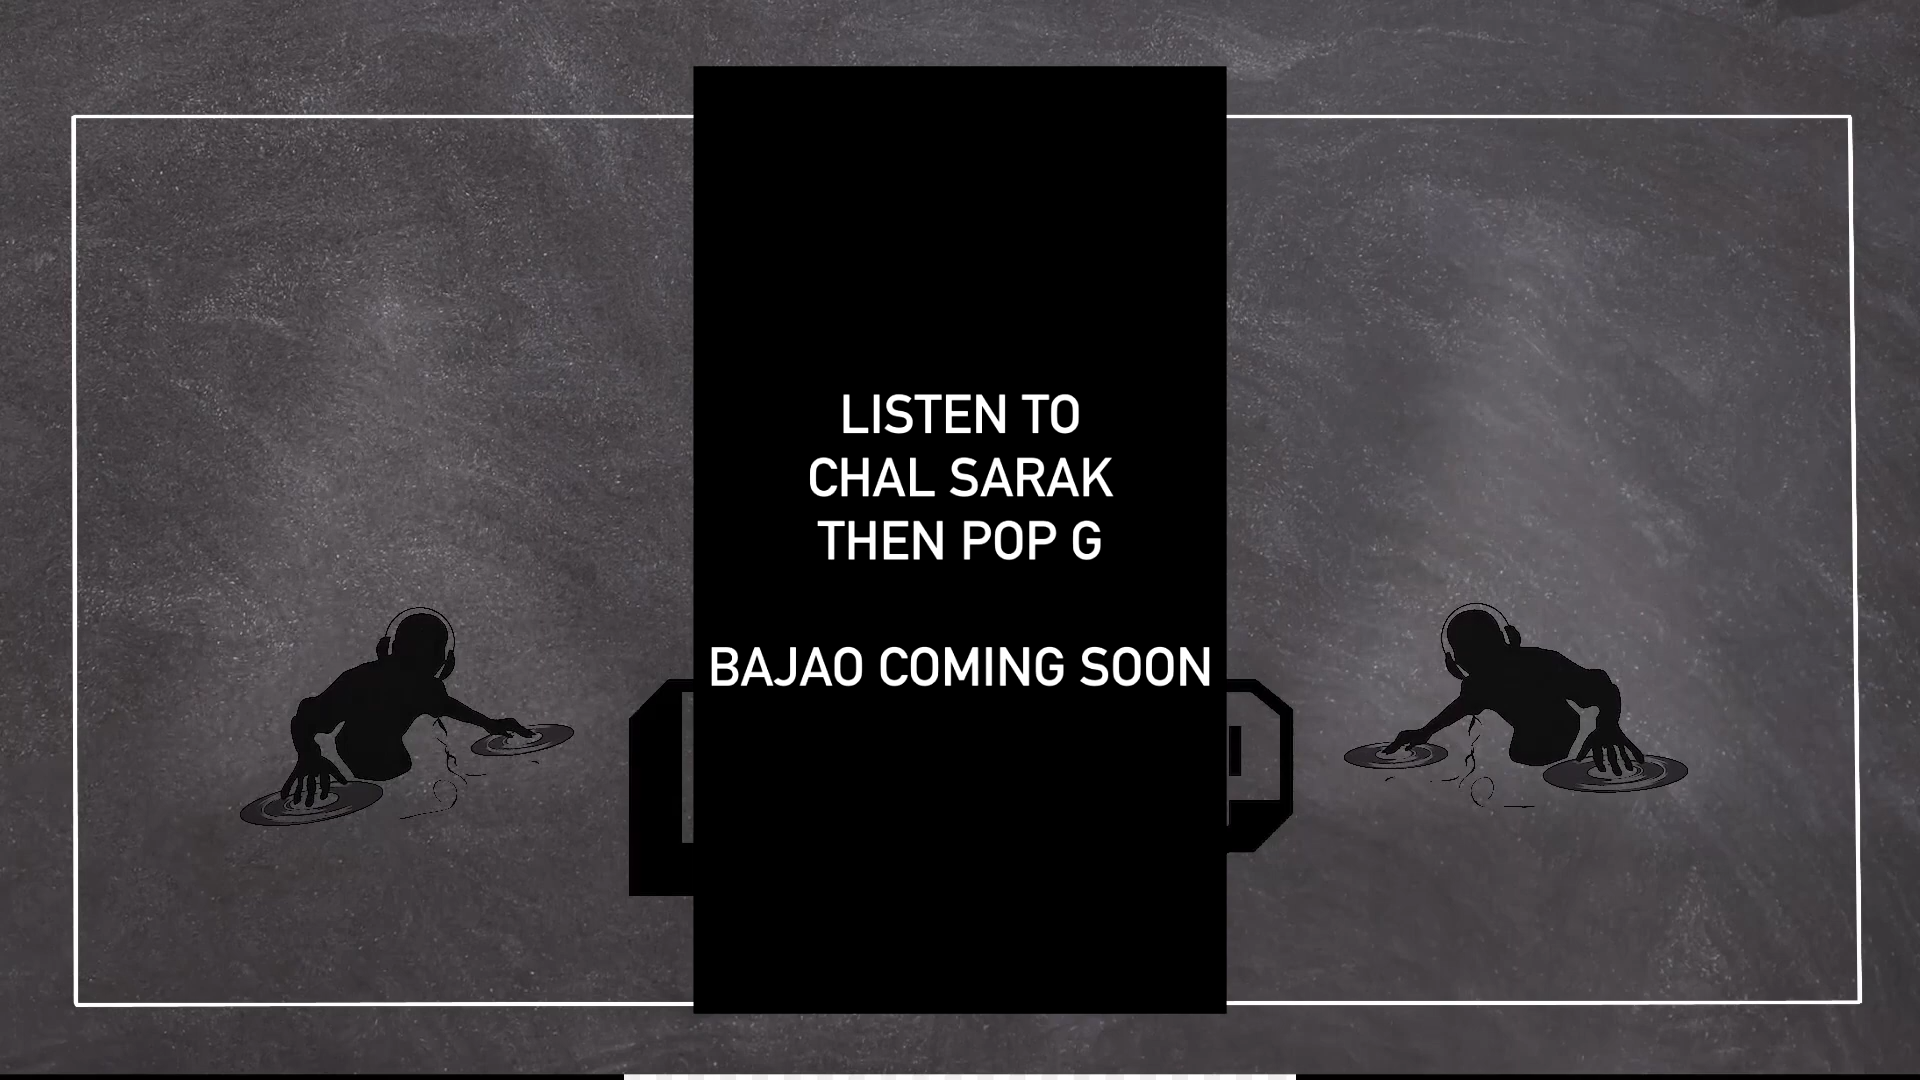 LISTEN TO
CHAL SARAK
THEN POP G
BAJAO COMING SOON